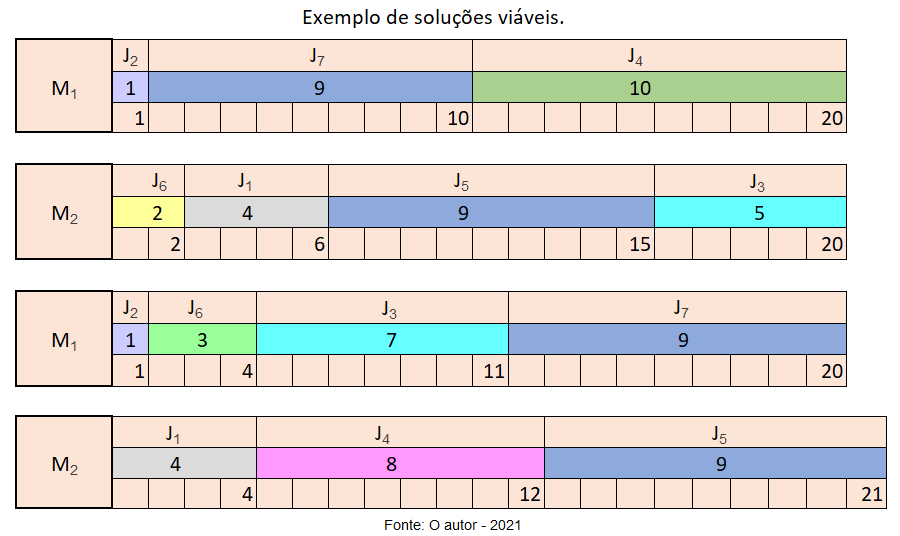 Exemplo de soluções viáveis.
J₂ J₇ J₄
M₁ 1 9 10
1 10 20
J₆ J₁ J₅ J₃
M₂ 2 4 9 5
2 6 15 20
J₂ J₆ J₃ J₇
M₁ 1 3 7 9
1 4 11 20
J₁ J₄ J₅
M₂ 4 8 9
4 12 21
Fonte: O autor - 2021